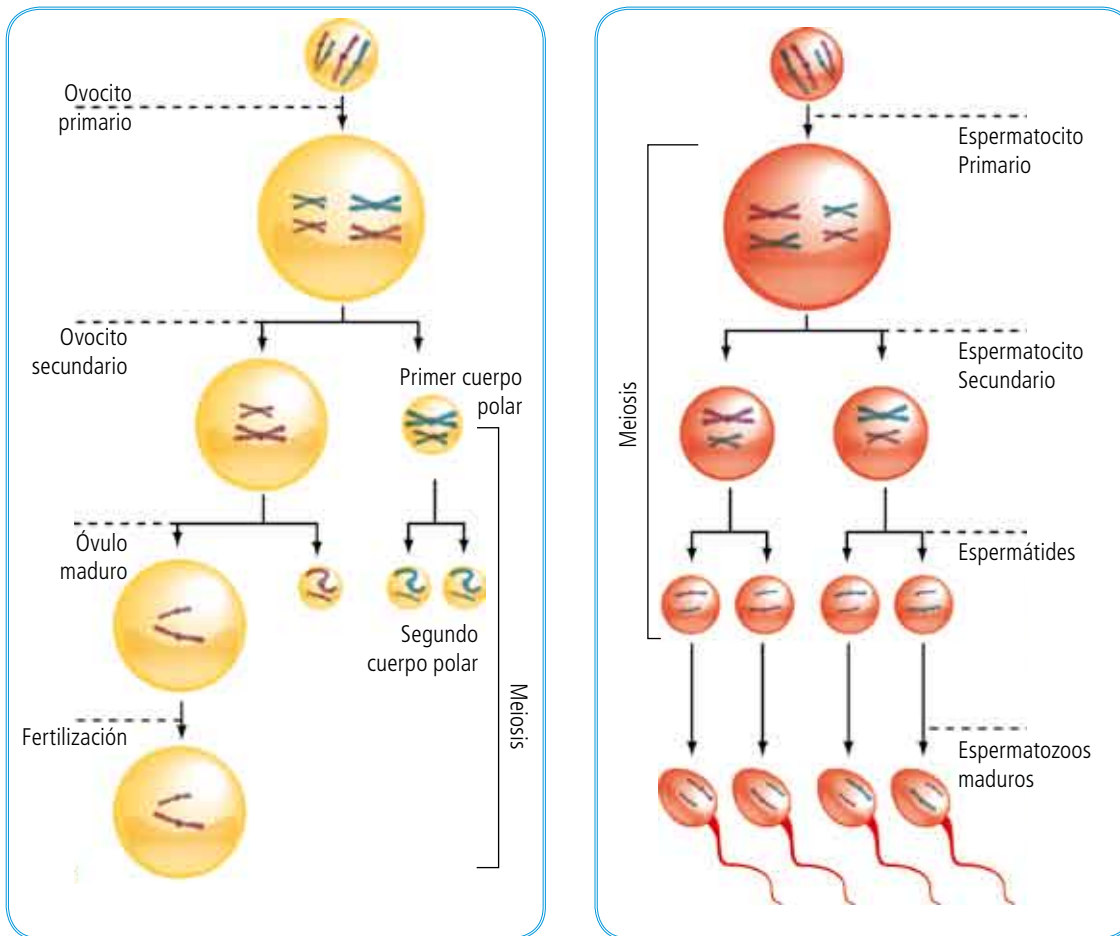 Ovocito
primario
Ovocito
secundario
Primer cuerpo
polar
Óvulo
maduro
Segundo
cuerpo polar
Fertilización
Meiosis
Espermatocito
Primario
Meiosis
Espermatocito
Secundario
Espermátides
Espermatozoos
maduros